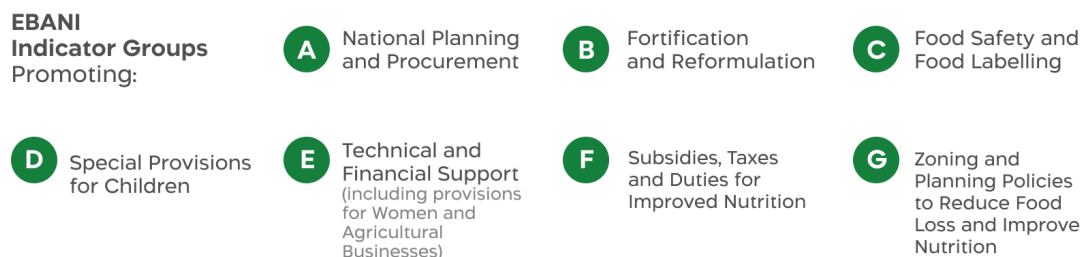 EBANI
Indicator Groups
Promoting:
A
National Planning
and Procurement
B
Fortification
and Reformulation
C
Food Safety and
Food Labelling
D
Special Provisions
for Children
E
Technical and
Financial Support
(including provisions
for Women and
Agricultural
Businesses)
F
Subsidies, Taxes
and Duties for
Improved Nutrition
G
Zoning and
Planning Policies
to Reduce Food
Loss and Improve
Nutrition